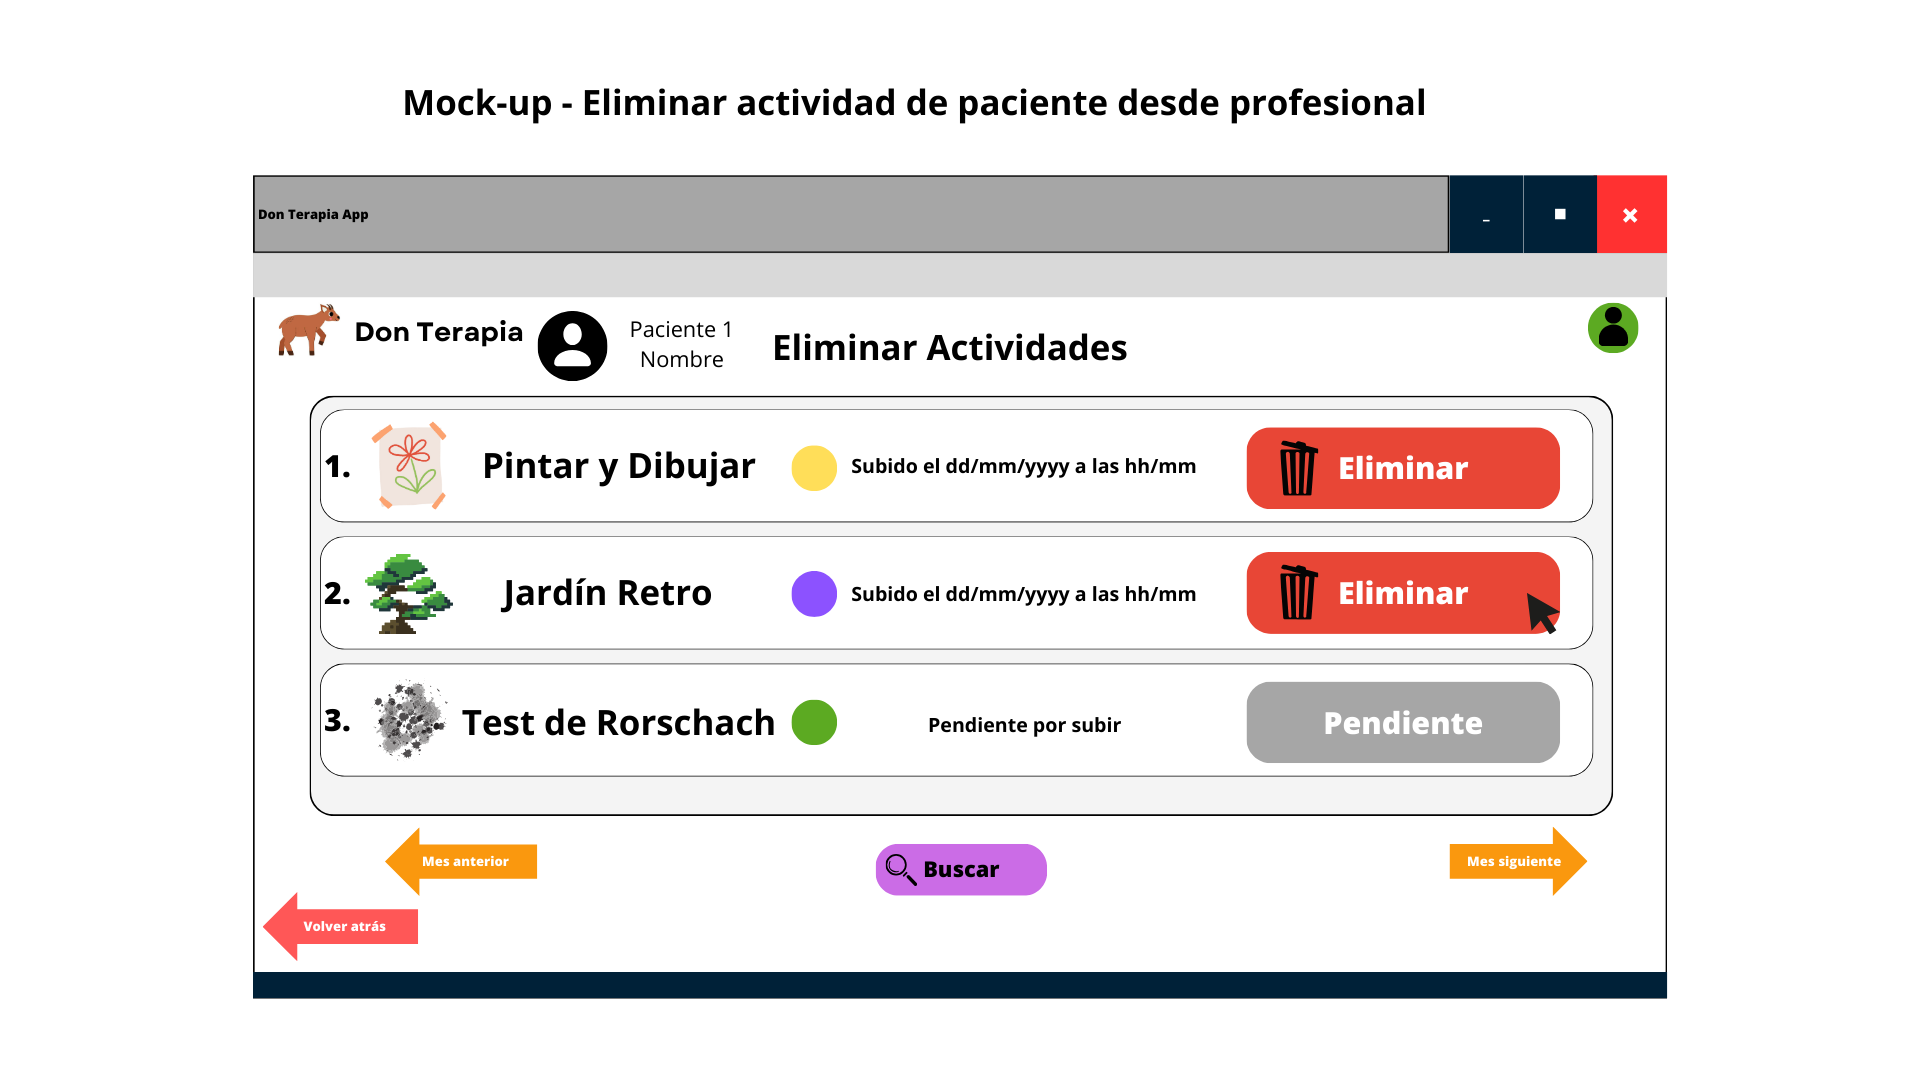 Mock-up - Eliminar actividad de paciente desde profesional
Don Terapia App
Don Terapia
Paciente 1
Nombre
Eliminar Actividades
1.
Pintar y Dibujar
Subido el dd/mm/yyyy a las hh/mm
Eliminar
2.
Jardín Retro
Subido el dd/mm/yyyy a las hh/mm
Eliminar
3.
Test de Rorschach
Pendiente por subir
Pendiente
Mes anterior
Buscar
Mes siguiente
Volver atrás